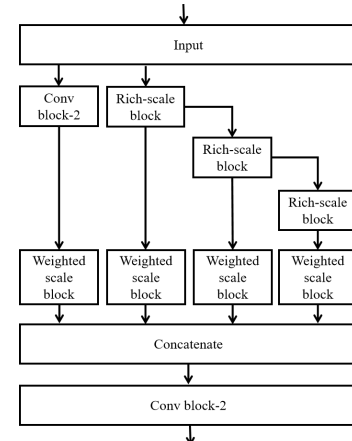 Input
Conv
block-2
Rich-scale
block
Rich-scale
block
Rich-scale
block
Weighted
scale
block
Weighted
scale
block
Weighted
scale
block
Weighted
scale
block
Concatenate
Conv block-2